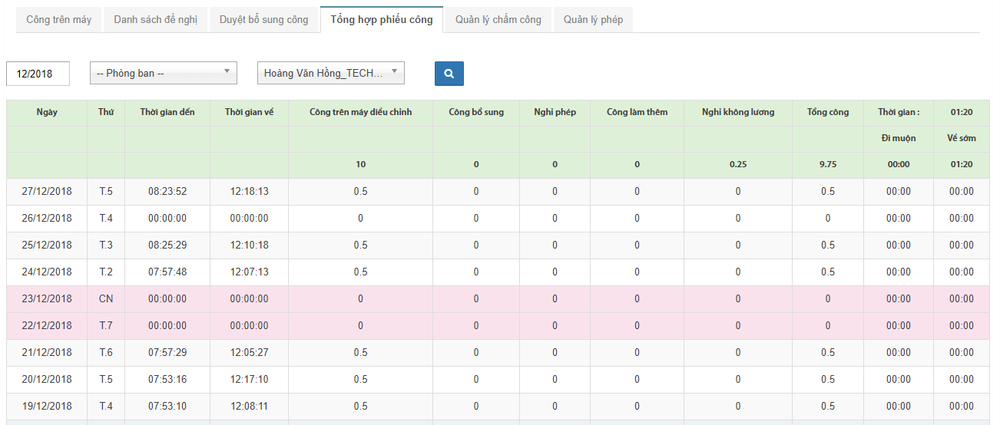 Công trên máy Danh sách đề nghị Duyệt bổ sung công Tổng hợp phiếu công Quản lý chấm công Quản lý phép
12/2018 -- Phòng ban -- Hoàng Văn Hồng_TECH...
Ngày Thứ Thời gian đến Thời gian về Công trên máy điều chỉnh Công bổ sung Nghỉ phép Công làm thêm Nghỉ không lương Tổng công Thời gian : 01:20
Đi muộn Về sớm
10 0 0 0 0.25 9.75 00:00 01:20
27/12/2018 T.5 08:23:52 12:18:13 0.5 0 0 0 0 0.5 00:00 00:00
26/12/2018 T.4 00:00:00 00:00:00 0 0 0 0 0 0 00:00 00:00
25/12/2018 T.3 08:25:29 12:10:18 0.5 0 0 0 0 0.5 00:00 00:00
24/12/2018 T.2 07:57:48 12:07:13 0.5 0 0 0 0 0.5 00:00 00:00
23/12/2018 CN 00:00:00 00:00:00 0 0 0 0 0 0 00:00 00:00
22/12/2018 T.7 00:00:00 00:00:00 0 0 0 0 0 0 00:00 00:00
21/12/2018 T.6 07:57:29 12:05:27 0.5 0 0 0 0 0.5 00:00 00:00
20/12/2018 T.5 07:53:16 12:17:10 0.5 0 0 0 0 0.5 00:00 00:00
19/12/2018 T.4 07:53:10 12:08:11 0.5 0 0 0 0 0.5 00:00 00:00